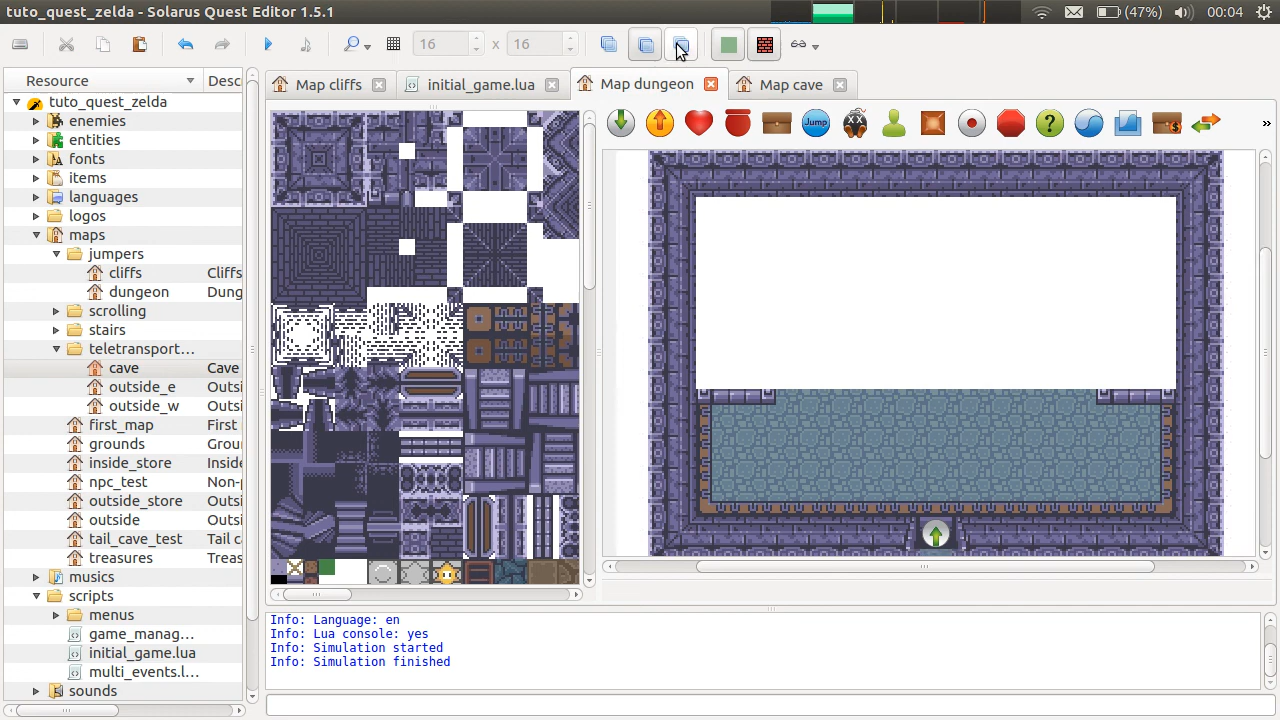 tuto_quest_zelda - Solarus Quest Editor 1.5.1
(47%)
00:04
16 x 16
Resource
Desc
Map cliffs
initial_game.lua
Map dungeon
Map cave
Jump
»
tuto_quest_zelda
enemies
entities
fonts
items
languages
logos
maps
jumpers
cliffs Cliffs
dungeon Dung
scrolling
stairs
teletransport...
cave Cave
outside_e Outsi
outside_w Outsi
first_map First
grounds Grou
inside_store Inside
npc_test Non-p
outside_store Outsi
outside Outsi
tail_cave_test Tail c
treasures Treas
musics
scripts
menus
game_manag...
initial_game.lua
multi_events.l...
sounds
Info: Language: en
Info: Lua console: yes
Info: Simulation started
Info: Simulation finished